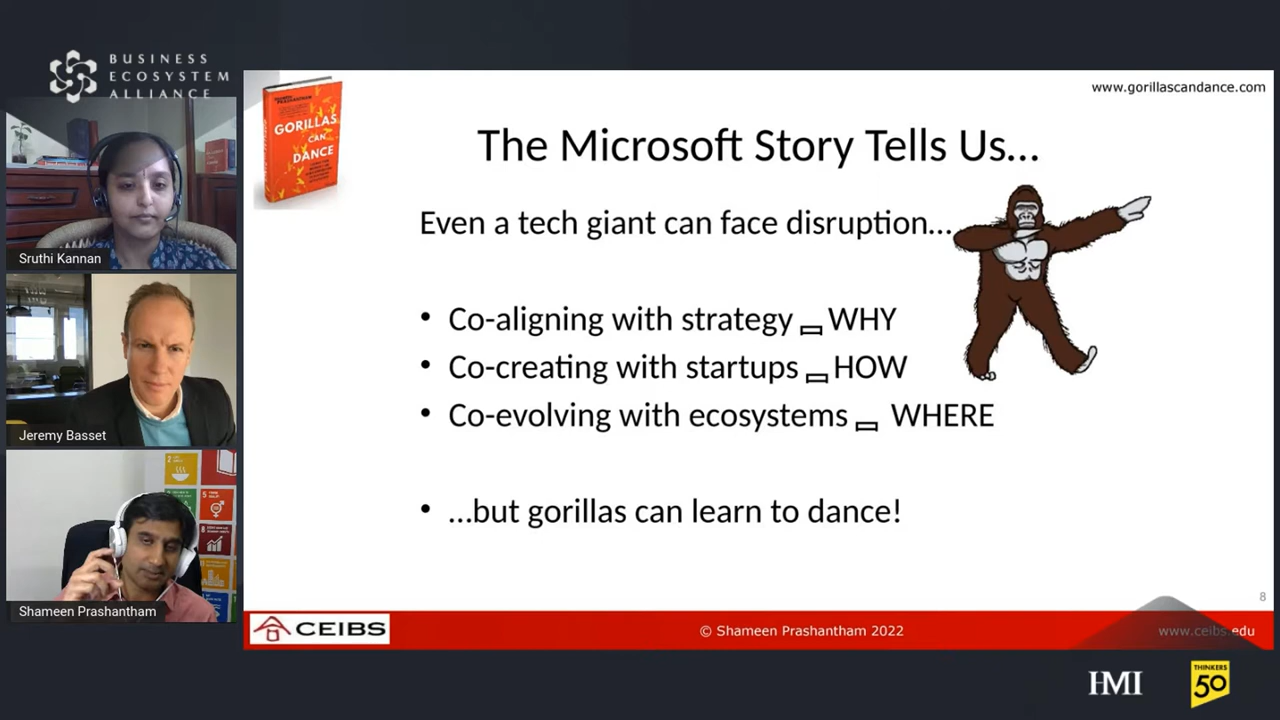 BUSINESS
ECOSYSTEM
ALLIANCE
www.gorillascandance.com
GORILLAS
CAN
DANCE
The Microsoft Story Tells Us...
Even a tech giant can face disruption...
• Co-aligning with strategy WHY
• Co-creating with startups HOW
• Co-evolving with ecosystems WHERE
• ...but gorillas can learn to dance!
Sruthi Kannan
Jeremy Basset
Shameen Prashantham
8
CEIBS
© Shameen Prashantham 2022
www.ceibs.edu
IMI
THINKERS
50